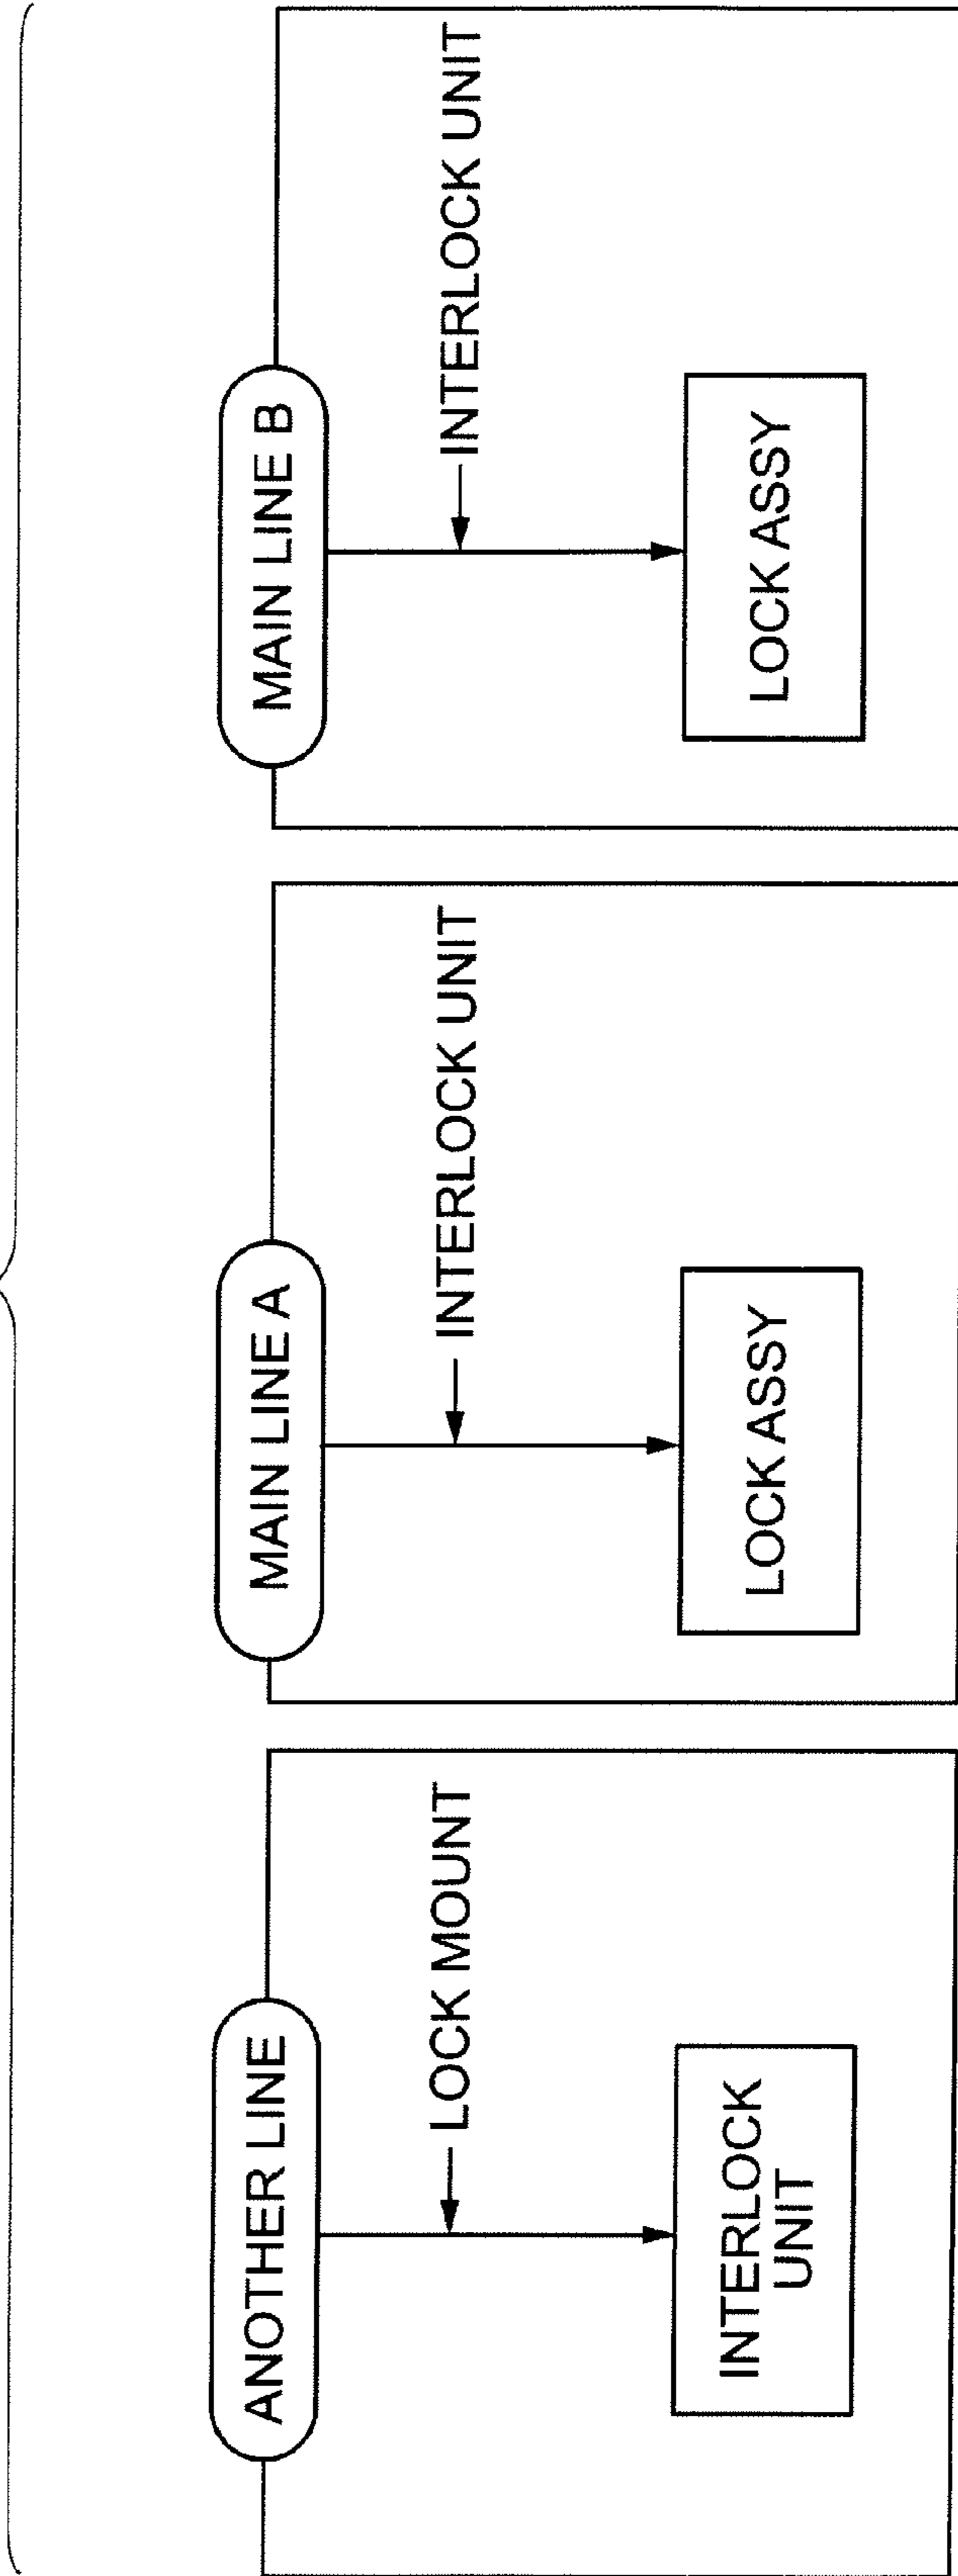 ANOTHER LINE
LOCK MOUNT
INTERLOCK
UNIT
MAIN LINE A
INTERLOCK UNIT
LOCK ASSY
MAIN LINE B
INTERLOCK UNIT
LOCK ASSY